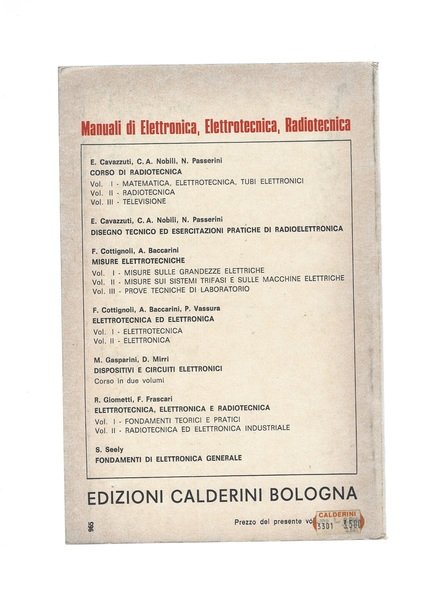 Manuali di Elettronica, Elettrotecnica, Radiotecnica
E. Cavazzuti, C. A. Nobili, N. Passerini
CORSO DI RADIOTECNICA
Vol. I - MATEMATICA, ELETTROTECNICA, TUBI ELETTRONICI
Vol. II - RADIOTECNICA
Vol. III - TELEVISIONE
E. Cavazzuti, C. A. Nobili, N. Passerini
DISEGNO TECNICO ED ESERCITAZIONI PRATICHE DI RADIOELETTRONICA
F. Cottignoli, A. Baccarini
MISURE ELETTROTECNICHE
Vol. I - MISURE SULLE GRANDEZZE ELETTRICHE
Vol. II - MISURE SUI SISTEMI TRIFASI E SULLE MACCHINE ELETTRICHE
Vol. III - PROVE TECNICHE DI LABORATORIO
F. Cottignoli, A. Baccarini, P. Vassura
ELETTROTECNICA ED ELETTRONICA
Vol. I - ELETTROTECNICA
Vol. II - ELETTRONICA
M. Gasparini, D. Mirri
DISPOSITIVI E CIRCUITI ELETTRONICI
Corso in due volumi
R. Giometti, F. Frascari
ELETTROTECNICA, ELETTRONICA E RADIOTECNICA
Vol. I - FONDAMENTI TEORICI E PRATICI
Vol. II - RADIOTECNICA ED ELETTRONICA INDUSTRIALE
S. Seely
FONDAMENTI DI ELETTRONICA GENERALE
EDIZIONI CALDERINI BOLOGNA
965
Prezzo del presente
CALDERINI
3301